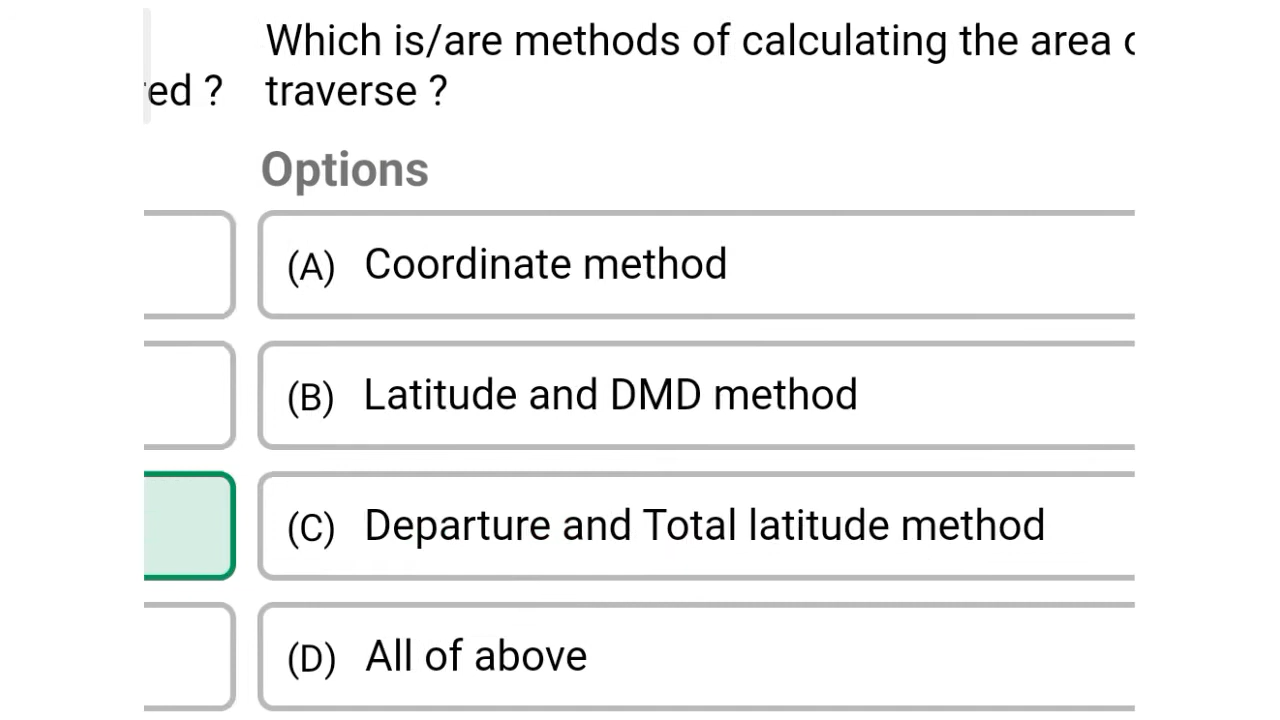 Which is/are methods of calculating the area
ed ? traverse ?
Options
(A) Coordinate method
(B) Latitude and DMD method
(C) Departure and Total latitude method
(D) All of above